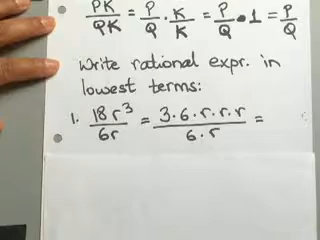 PK/QK = P/Q · K/K = P/Q • 1 = P/Q
Write rational expr. in
lowest terms:
1. 18r³/6r = 3·6·r·r·r/6·r =